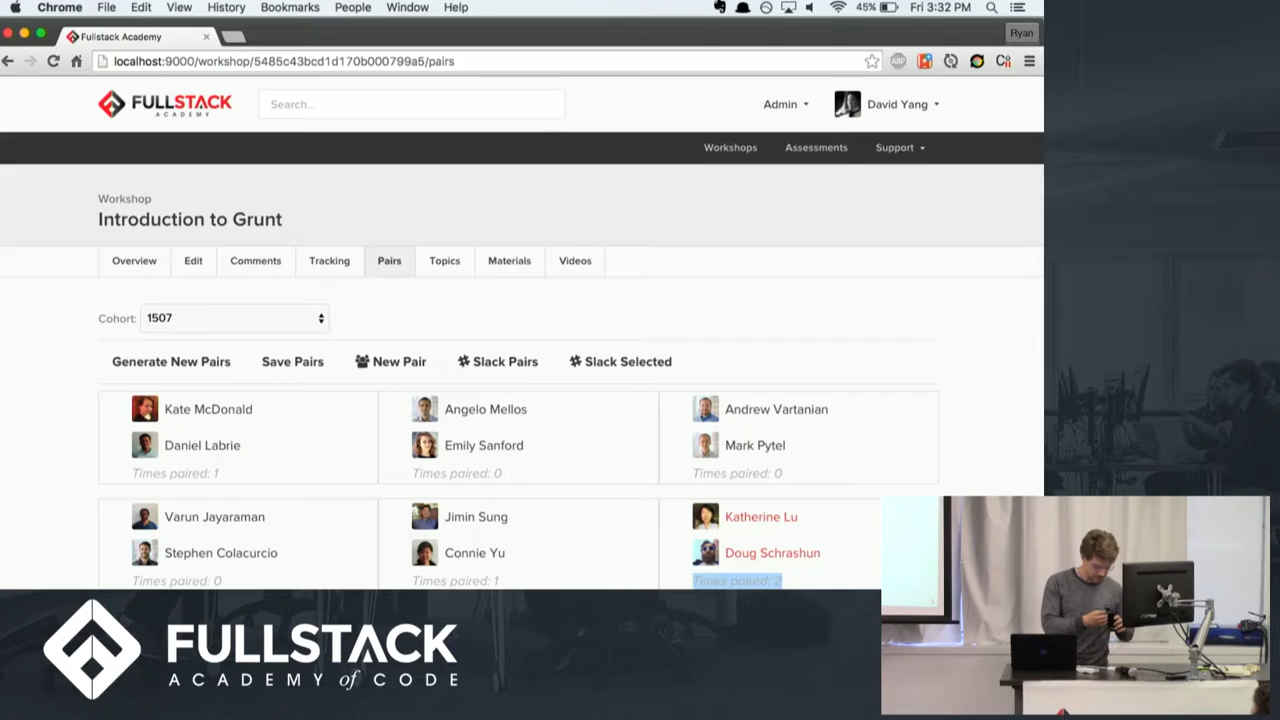 Chrome File Edit View History Bookmarks People Window Help 45% Fri 3:32 PM
Fullstack Academy Ryan
localhost:9000/workshop/5485c43bcd1d170b000799a5/pairs
FULLSTACK
ACADEMY
Search...
Admin David Yang
Workshops Assessments Support
Workshop
Introduction to Grunt
Overview Edit Comments Tracking Pairs Topics Materials Videos
Cohort: 1507
Generate New Pairs Save Pairs New Pair Slack Pairs Slack Selected
Kate McDonald Angelo Mellos Andrew Vartanian
Daniel Labrie Emily Sanford Mark Pytel
Times paired: 1 Times paired: 0 Times paired: 0
Varun Jayaraman Jimin Sung Katherine Lu
Stephen Colacurcio Connie Yu Doug Schrashun
Times paired: 0 Times paired: 1 Times paired: 2
FULLSTACK
ACADEMY of CODE